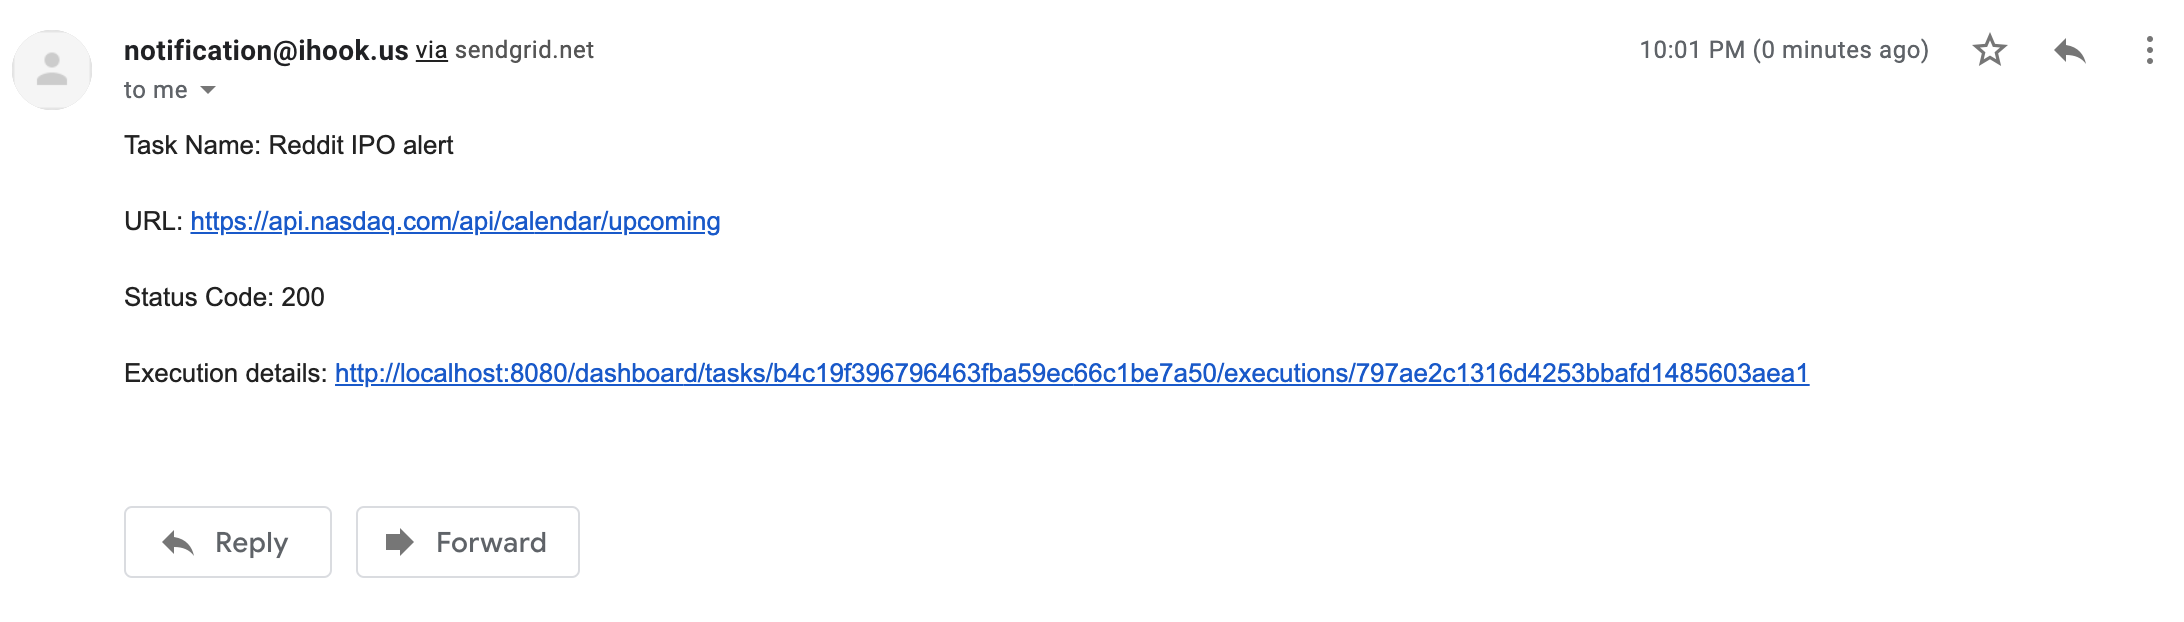 notification@ihook.us via sendgrid.net 10:01 PM (0 minutes ago)
to me
Task Name: Reddit IPO alert
URL: https://api.nasdaq.com/api/calendar/upcoming
Status Code: 200
Execution details: http://localhost:8080/dashboard/tasks/b4c19f396796463fba59ec66c1be7a50/executions/797ae2c1316d4253bbafd1485603aea1
Reply Forward